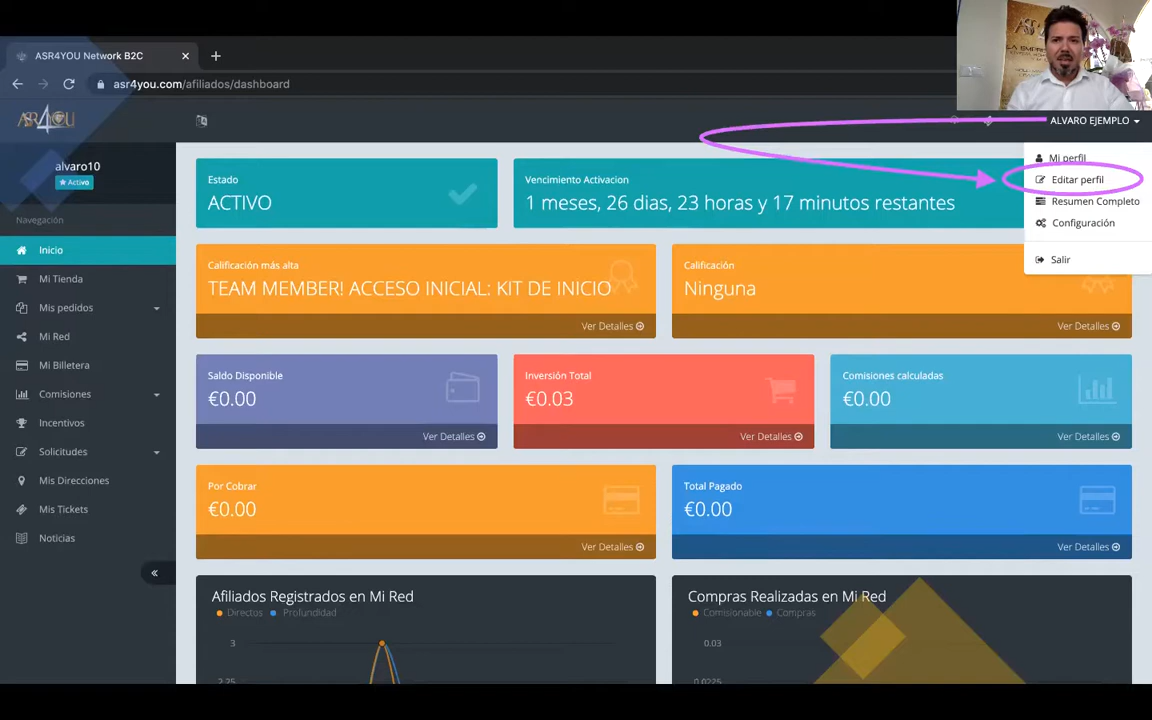 ASR4YOU Network B2C
asr4you.com/afiliados/dashboard
ASR4YOU
ALVARO EJEMPLO
alvaro10
Activo
Navegación
Inicio
Mi Tienda
Mis pedidos
Mi Red
Mi Billetera
Comisiones
Incentivos
Solicitudes
Mis Direcciones
Mis Tickets
Noticias
Mi perfil
Editar perfil
Resumen Completo
Configuración
Salir
Estado
ACTIVO
Vencimiento Activacion
1 meses, 26 dias, 23 horas y 17 minutos restantes
Calificación más alta
TEAM MEMBER! ACCESO INICIAL: KIT DE INICIO
Ver Detalles
Calificación
Ninguna
Ver Detalles
Saldo Disponible
€0.00
Ver Detalles
Inversión Total
€0.03
Ver Detalles
Comisiones calculadas
€0.00
Ver Detalles
Por Cobrar
€0.00
Ver Detalles
Total Pagado
€0.00
Ver Detalles
Afiliados Registrados en Mi Red
Directos Profundidad
3
2.25
Compras Realizadas en Mi Red
Comisionable Compras
0.03
0.0225